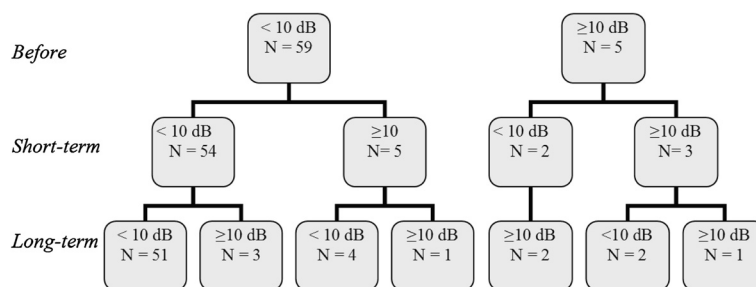 Before
< 10 dB
N = 59
≥10 dB
N = 5
Short-term
< 10 dB
N = 54
≥10
N= 5
< 10 dB
N = 2
≥10 dB
N= 3
Long-term
< 10 dB
N = 51
≥10 dB
N = 3
< 10 dB
N = 4
≥10 dB
N = 1
≥10 dB
N = 2
<10 dB
N = 2
≥10 dB
N = 1